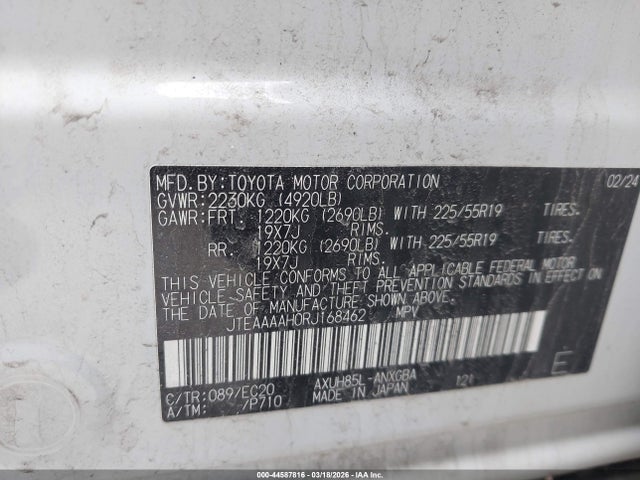 MFD.BY:TOYOTA MOTOR CORPORATION 02/24
GVWR:2230KG (4920LB)
GAWR:FRT. 1220KG (2690LB) WITH 225/55R19 TIRES.
19X7J RIMS.
RR. 1220KG (2690LB) WITH 225/55R19 TIRES.
19X7J RIMS.
THIS VEHICLE CONFORMS TO ALL APPLICABLE FEDERAL MOTOR
VEHICLE SAFETY AND THEFT PREVENTION STANDARDS IN EFFECT ON
THE DATE OF MANUFACTURE SHOWN ABOVE.
JTEAAAAH0RJ168462 MPV
C/TR:089/EC20 AXUH85L-ANXGBA 121 E
A/TM: /P710 MADE IN JAPAN
000-44587816 - 03/18/2026 - IAA, Inc.